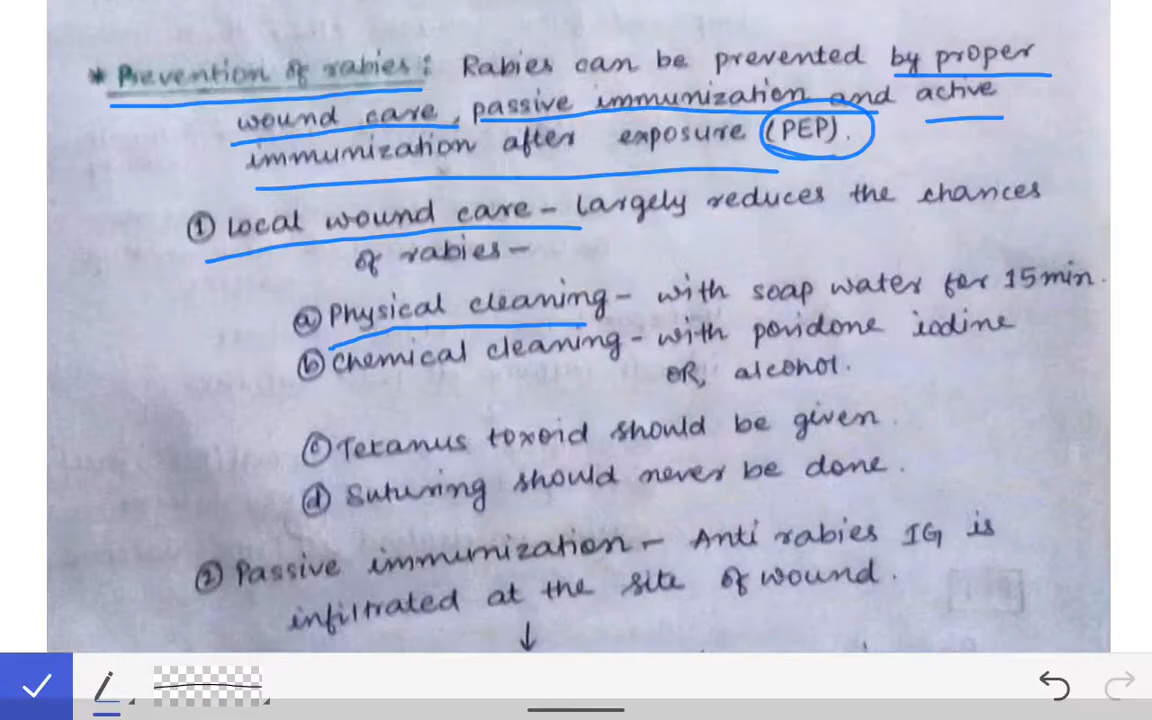 * Prevention of rabies: Rabies can be prevented by proper
wound care, passive immunization and active
immunization after exposure (PEP).
① Local wound care - largely reduces the chances
of rabies -
ⓐ Physical cleaning - with soap water for 15 min.
ⓑ Chemical cleaning - with povidone iodine
OR, alcohol.
ⓒ Tetanus toxoid should be given.
ⓓ Suturing should never be done.
② Passive immunization - Anti rabies IG is
infiltrated at the site of wound.
↓